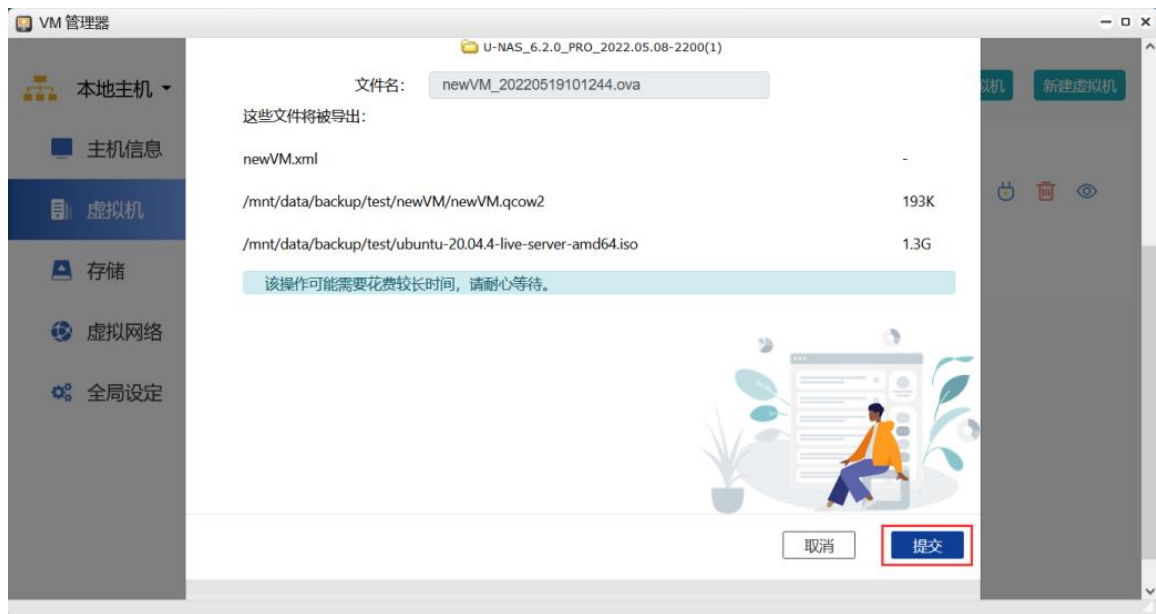 VM 管理器
U-NAS_6.2.0_PRO_2022.05.08-2200(1)
本地主机
文件名: newVM_20220519101244.ova
拟机
新建虚拟机
这些文件将被导出:
主机信息
newVM.xml -
虚拟机
/mnt/data/backup/test/newVM/newVM.qcow2 193K
/mnt/data/backup/test/ubuntu-20.04.4-live-server-amd64.iso 1.3G
存储
该操作可能需要花费较长时间，请耐心等待。
虚拟网络
全局设定
取消 提交